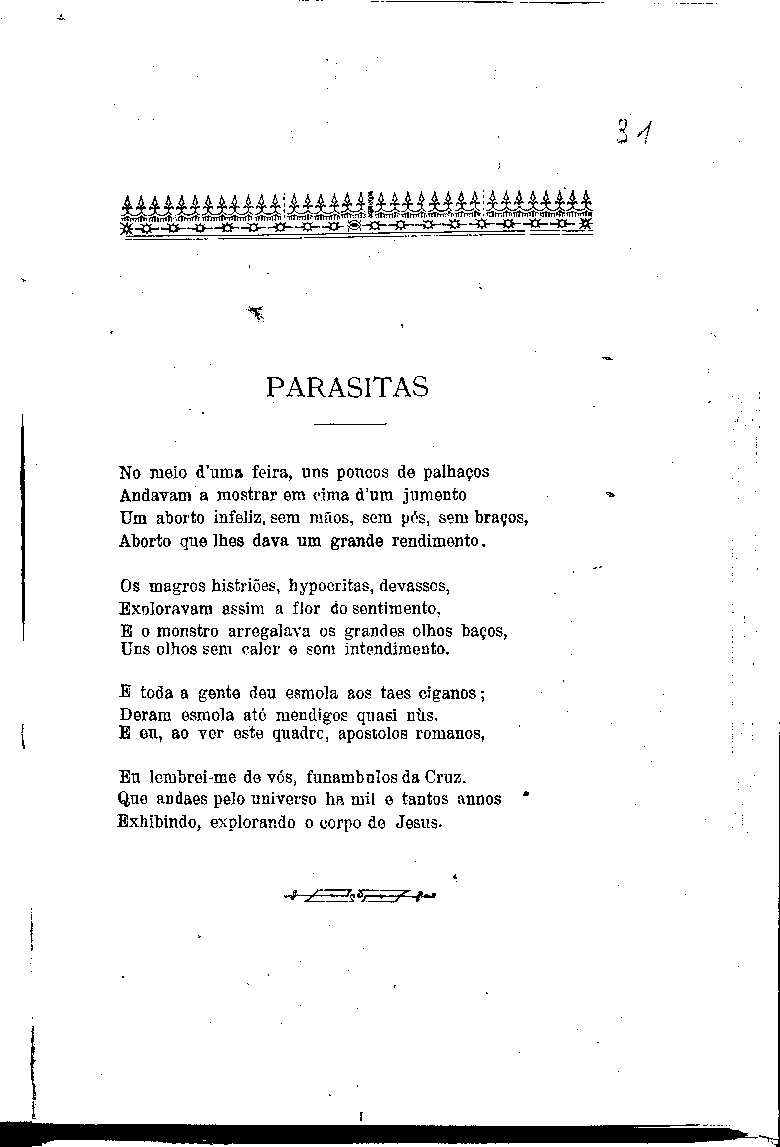 31
PARASITAS
No meio d'uma feira, uns poucos de palhaços
Andavam a mostrar em cima d'um jumento
Um aborto infeliz, sem mãos, sem pés, sem braços,
Aborto que lhes dava um grande rendimento.
Os magros histriões, hypocritas, devassos,
Exploravam assim a flor do sentimento,
E o monstro arregalava os grandes olhos baços,
Uns olhos sem calor e sem intendimento.
E toda a gente deu esmola aos taes ciganos;
Deram esmola até mendigos quasi nùs.
E eu, ao ver este quadro, apostolos romanos,
Eu lembrei-me de vós, funambulos da Cruz.
Que andaes pelo universo ha mil e tantos annos
Exhibindo, explorando o corpo de Jesus.